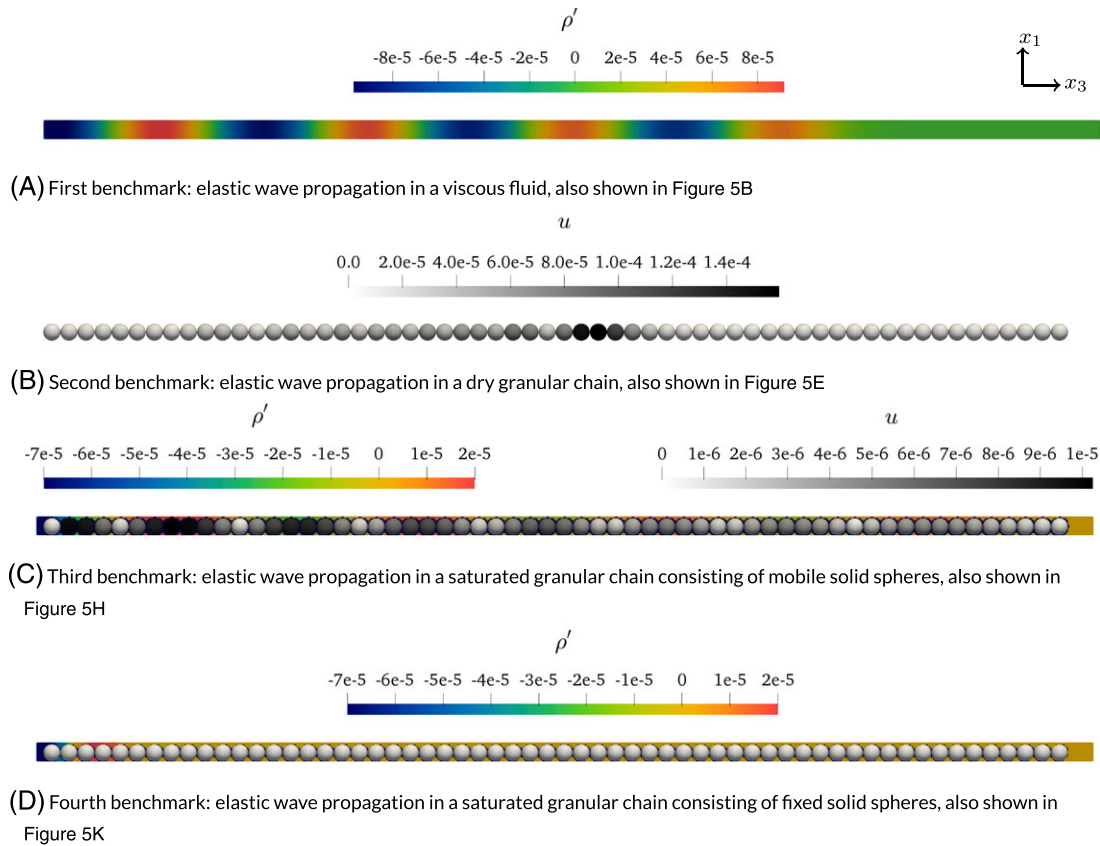 ρ′
x₁
-8e-5 -6e-5 -4e-5 -2e-5 0 2e-5 4e-5 6e-5 8e-5
x₃
(A) First benchmark: elastic wave propagation in a viscous fluid, also shown in Figure 5B
u
0.0 2.0e-5 4.0e-5 6.0e-5 8.0e-5 1.0e-4 1.2e-4 1.4e-4
(B) Second benchmark: elastic wave propagation in a dry granular chain, also shown in Figure 5E
ρ′ u
-7e-5 -6e-5 -5e-5 -4e-5 -3e-5 -2e-5 -1e-5 0 1e-5 2e-5 0 1e-6 2e-6 3e-6 4e-6 5e-6 6e-6 7e-6 8e-6 9e-6 1e-5
(C) Third benchmark: elastic wave propagation in a saturated granular chain consisting of mobile solid spheres, also shown in
Figure 5H
ρ′
-7e-5 -6e-5 -5e-5 -4e-5 -3e-5 -2e-5 -1e-5 0 1e-5 2e-5
(D) Fourth benchmark: elastic wave propagation in a saturated granular chain consisting of fixed solid spheres, also shown in
Figure 5K